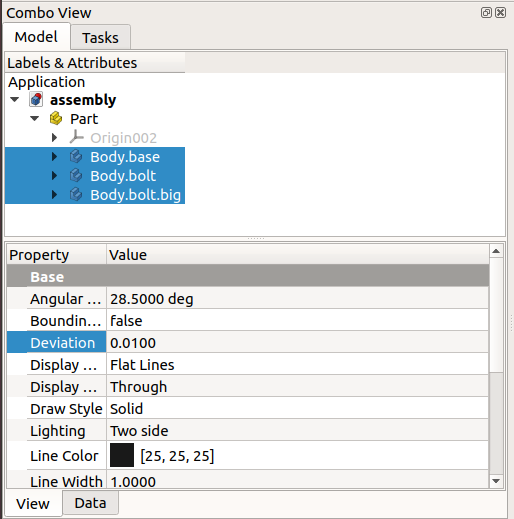 Combo View
Model Tasks
Labels & Attributes
Application
assembly
Part
Origin002
Body.base
Body.bolt
Body.bolt.big
Property Value
Base
Angular ... 28.5000 deg
Boundin... false
Deviation 0.0100
Display ... Flat Lines
Display ... Through
Draw Style Solid
Lighting Two side
Line Color [25, 25, 25]
Line Width 1.0000
View Data